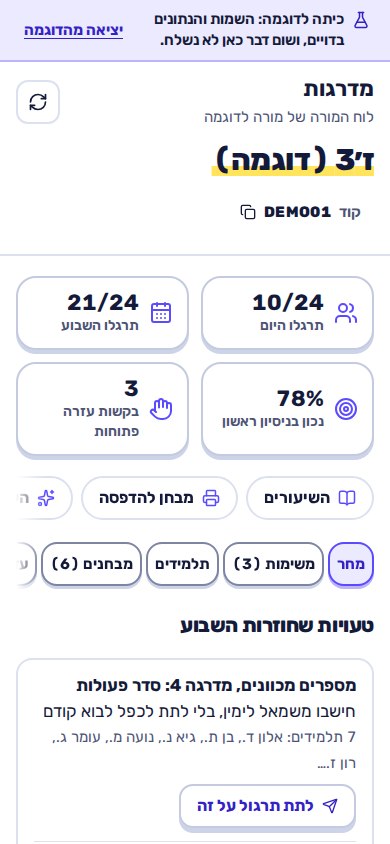 כיתה לדוגמה: השמות והנתונים
בדויים, ושום דבר כאן לא נשלח.
יציאה מהדוגמה
מדרגות
לוח המורה של מורה לדוגמה
ז׳3 (דוגמה)
קוד DEMO01
10/24
תרגלו היום
21/24
תרגלו השבוע
78%
נכון בניסיון ראשון
3
בקשות עזרה
פתוחות
השיעורים
מבחן להדפסה
מחר
משימות (3)
תלמידים
מבחנים (6)
טעויות שחוזרות השבוע
מספרים מכוונים, מדרגה 4: סדר פעולות
חישבו משמאל לימין, בלי לתת לכפל לבוא קודם
7 תלמידים: אלון ד., בן ת., גיא נ., נועה מ., עומר ג.,
רון ז....
לתת תרגול על זה